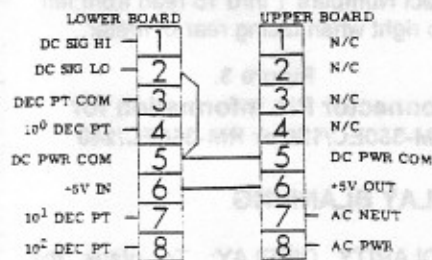 LOWER BOARD UPPER BOARD
DC SIG HI 1 1 N/C
DC SIG LO 2 2 N/C
DEC PT COM 3 3 N/C
10⁰ DEC PT 4 4 N/C
DC PWR COM 5 5 DC PWR COM
+5V IN 6 6 +5V OUT
10¹ DEC PT 7 7 AC NEUT
10² DEC PT 8 8 AC PWR